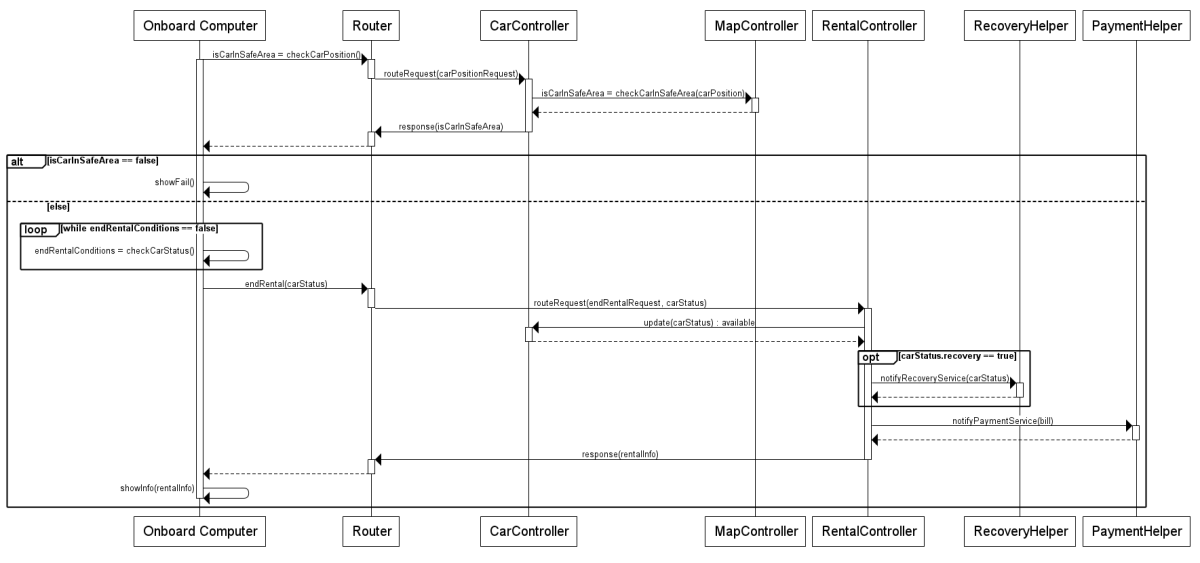 Onboard Computer Router CarController MapController RentalController RecoveryHelper PaymentHelper
isCarInSafeArea = checkCarPosition()
routeRequest(carPositionRequest)
isCarInSafeArea = checkCarInSafeArea(carPosition)
response(isCarInSafeArea)
alt [isCarInSafeArea == false]
showFail()
[else]
loop [while endRentalConditions == false]
endRentalConditions = checkCarStatus()
endRental(carStatus)
routeRequest(endRentalRequest, carStatus)
update(carStatus) : available
opt [carStatus.recovery == true]
notifyRecoveryService(carStatus)
notifyPaymentService(bill)
response(rentalInfo)
showInfo(rentalInfo)
Onboard Computer Router CarController MapController RentalController RecoveryHelper PaymentHelper